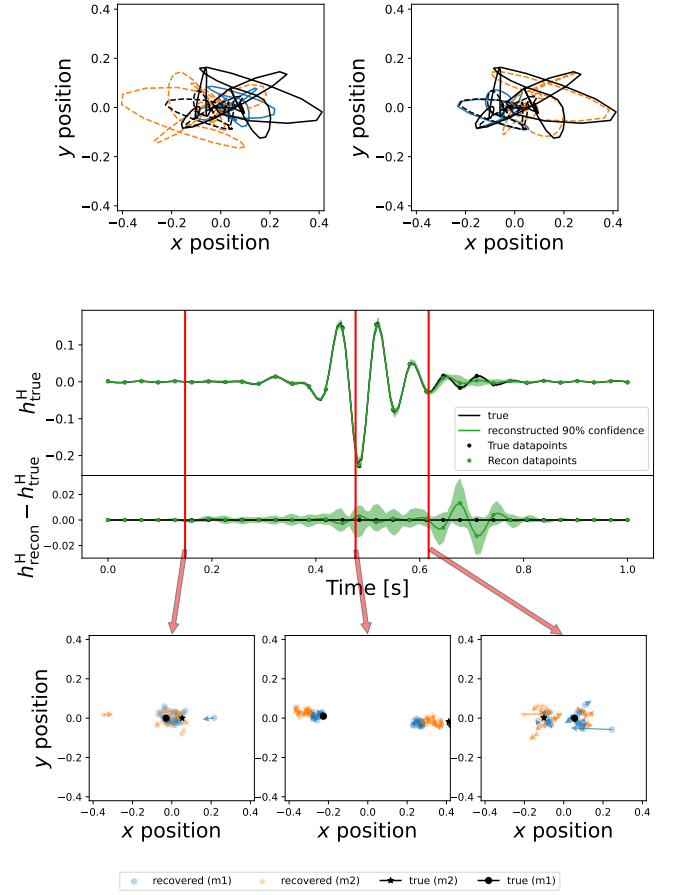 0.4
0.2
0.0
−0.2
−0.4
y position
−0.4 −0.2 0.0 0.2 0.4
x position
0.4
0.2
0.0
−0.2
−0.4
y position
−0.4 −0.2 0.0 0.2 0.4
x position
0.1
0.0
−0.1
−0.2
h^H_true
true
reconstructed 90% confidence
True datapoints
Recon datapoints
0.02
0.00
−0.02
h^H_recon − h^H_true
0.0 0.2 0.4 0.6 0.8 1.0
Time [s]
0.4
0.2
0.0
−0.2
−0.4
y position
−0.4 −0.2 0.0 0.2 0.4
x position
0.4
0.2
0.0
−0.2
−0.4
−0.4 −0.2 0.0 0.2 0.4
x position
0.4
0.2
0.0
−0.2
−0.4
−0.4 −0.2 0.0 0.2 0.4
x position
recovered (m1) recovered (m2) true (m2) true (m1)